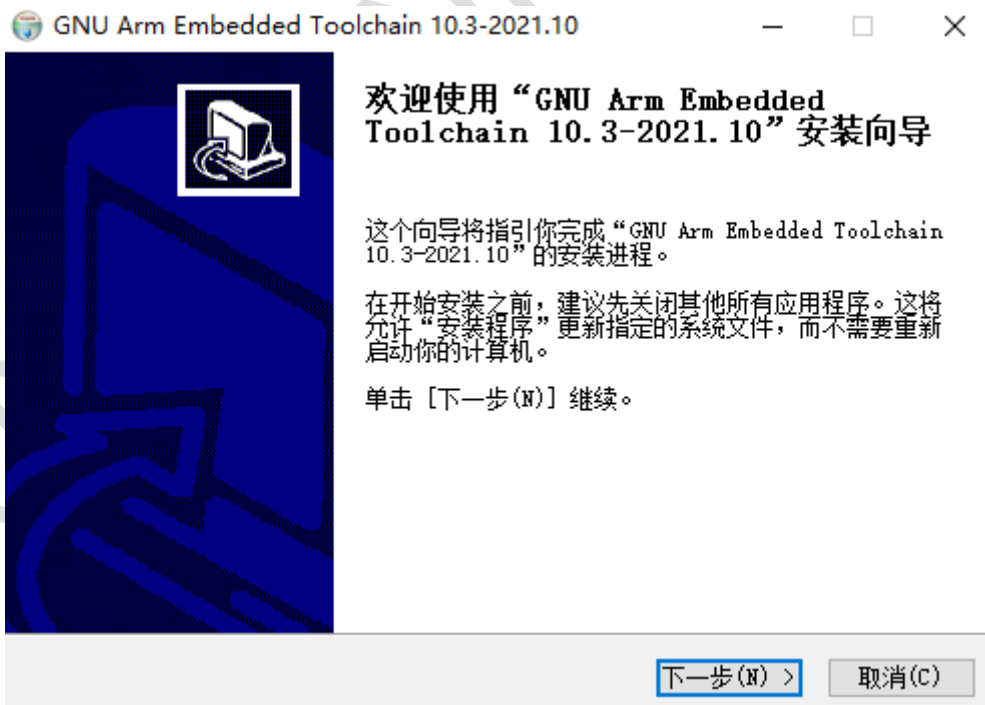 GNU Arm Embedded Toolchain 10.3-2021.10
欢迎使用“GNU Arm Embedded
Toolchain 10.3-2021.10”安装向导
这个向导将指引你完成“GNU Arm Embedded Toolchain
10.3-2021.10”的安装进程。
在开始安装之前，建议先关闭其他所有应用程序。这将
允许“安装程序”更新指定的系统文件，而不需要重新
启动你的计算机。
单击 [下一步(N)] 继续。
下一步(N) >
取消(C)